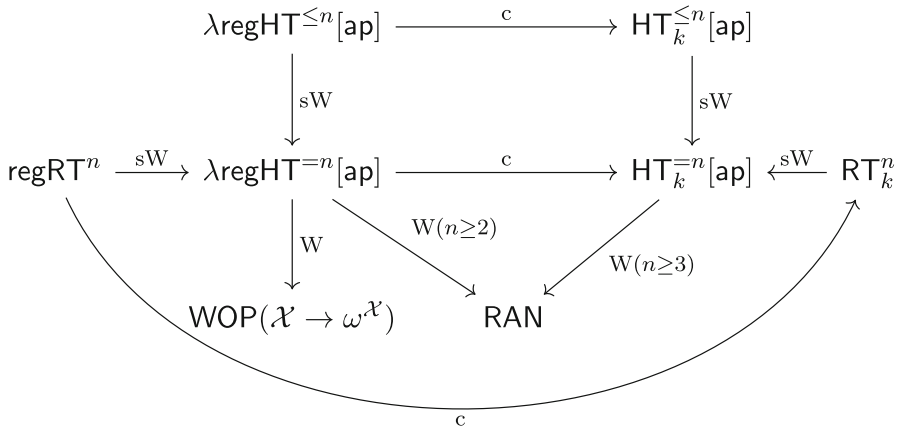 λregHT^{≤n}[ap] c HT_k^{≤n}[ap]
sW sW
regRT^n sW λregHT^{=n}[ap] c HT_k^{=n}[ap] sW RT_k^n
W W(n≥2) W(n≥3)
WOP(𝒳 → ω^𝒳) RAN
c